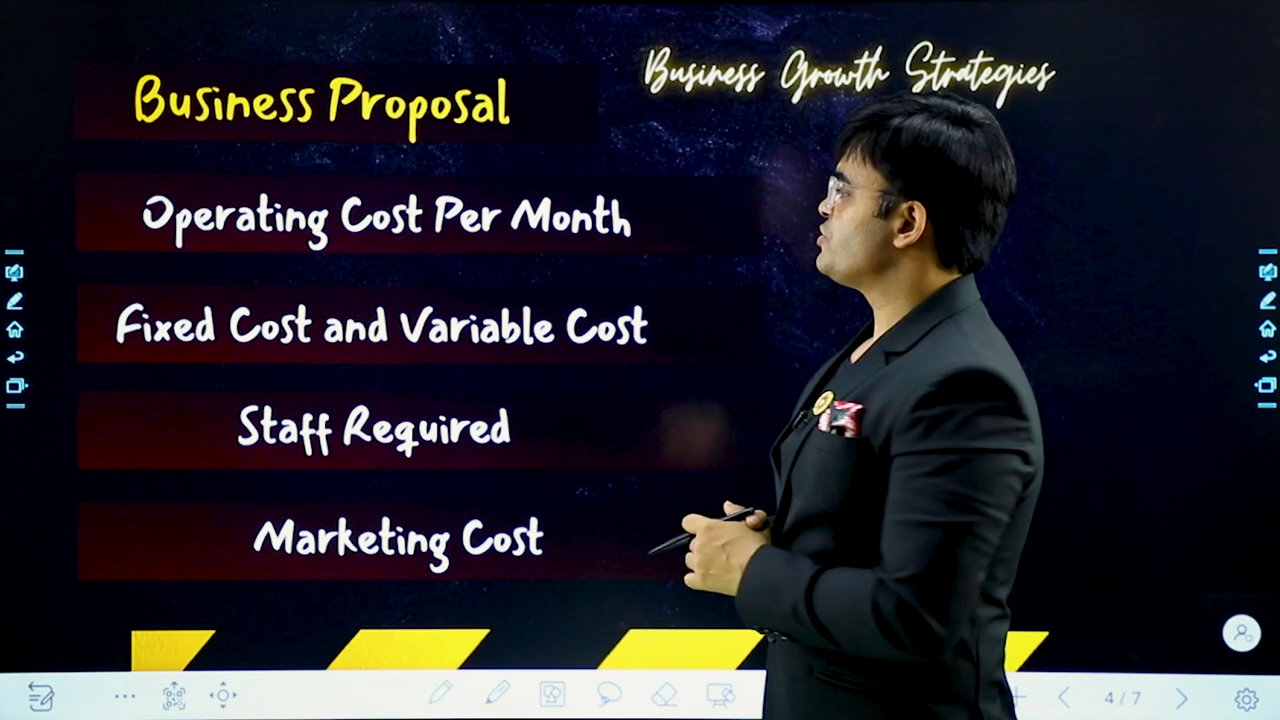 Business Growth Strategies
Business Proposal
Operating Cost Per Month
Fixed Cost and Variable Cost
Staff Required
Marketing Cost
4/7